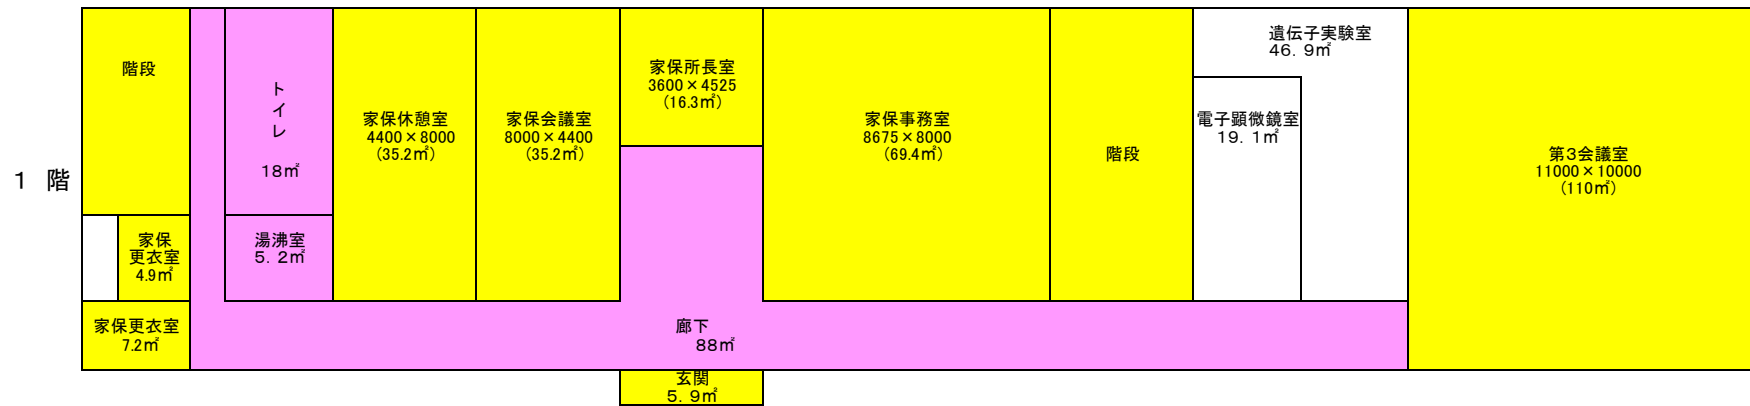 1 階
階段
ト
イ
レ
18㎡
家保
更衣室
4.9㎡
湯沸室
5.2㎡
家保更衣室
7.2㎡
家保休憩室
4400×8000
(35.2㎡)
家保会議室
8000×4400
(35.2㎡)
家保所長室
3600×4525
(16.3㎡)
家保事務室
8675×8000
(69.4㎡)
階段
遺伝子実験室
46.9㎡
電子顕微鏡室
19.1㎡
第3会議室
11000×10000
(110㎡)
廊下
88㎡
玄関
5.9㎡